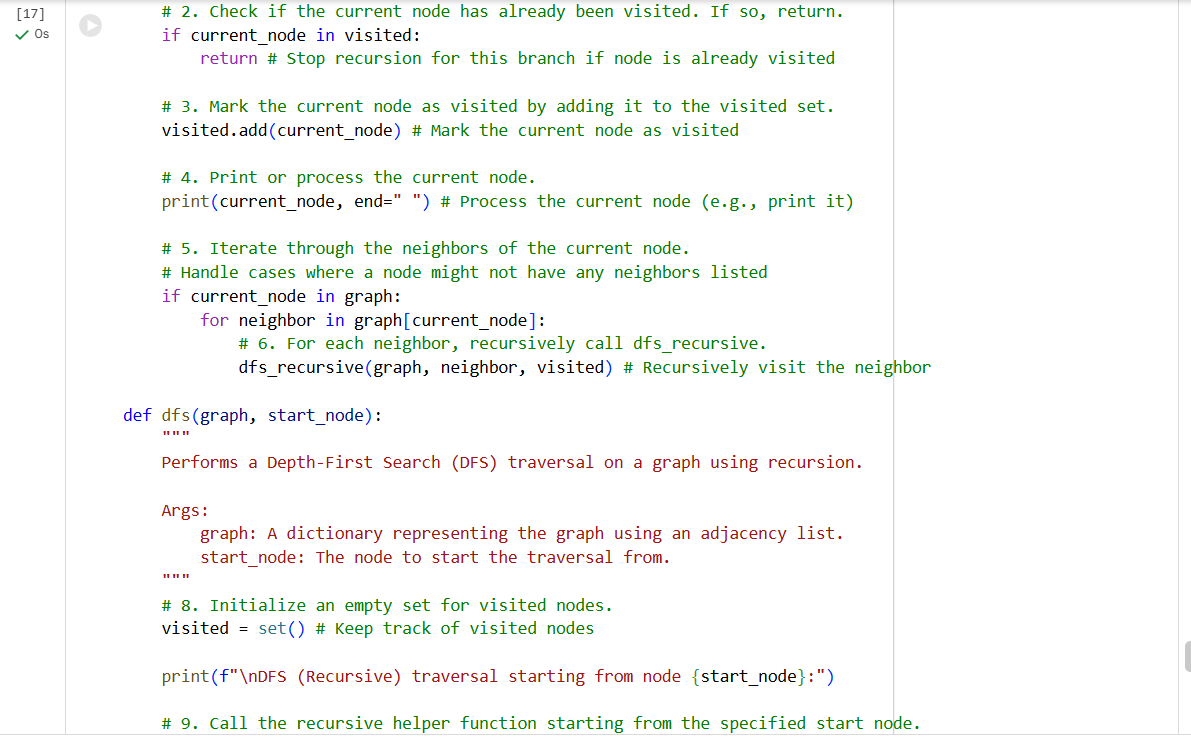 [17]
0s
# 2. Check if the current node has already been visited. If so, return.
if current_node in visited:
return # Stop recursion for this branch if node is already visited
# 3. Mark the current node as visited by adding it to the visited set.
visited.add(current_node) # Mark the current node as visited
# 4. Print or process the current node.
print(current_node, end=" ") # Process the current node (e.g., print it)
# 5. Iterate through the neighbors of the current node.
# Handle cases where a node might not have any neighbors listed
if current_node in graph:
for neighbor in graph[current_node]:
# 6. For each neighbor, recursively call dfs_recursive.
dfs_recursive(graph, neighbor, visited) # Recursively visit the neighbor
def dfs(graph, start_node):
"""
Performs a Depth-First Search (DFS) traversal on a graph using recursion.
Args:
graph: A dictionary representing the graph using an adjacency list.
start_node: The node to start the traversal from.
"""
# 8. Initialize an empty set for visited nodes.
visited = set() # Keep track of visited nodes
print(f"\nDFS (Recursive) traversal starting from node {start_node}:")
# 9. Call the recursive helper function starting from the specified start node.